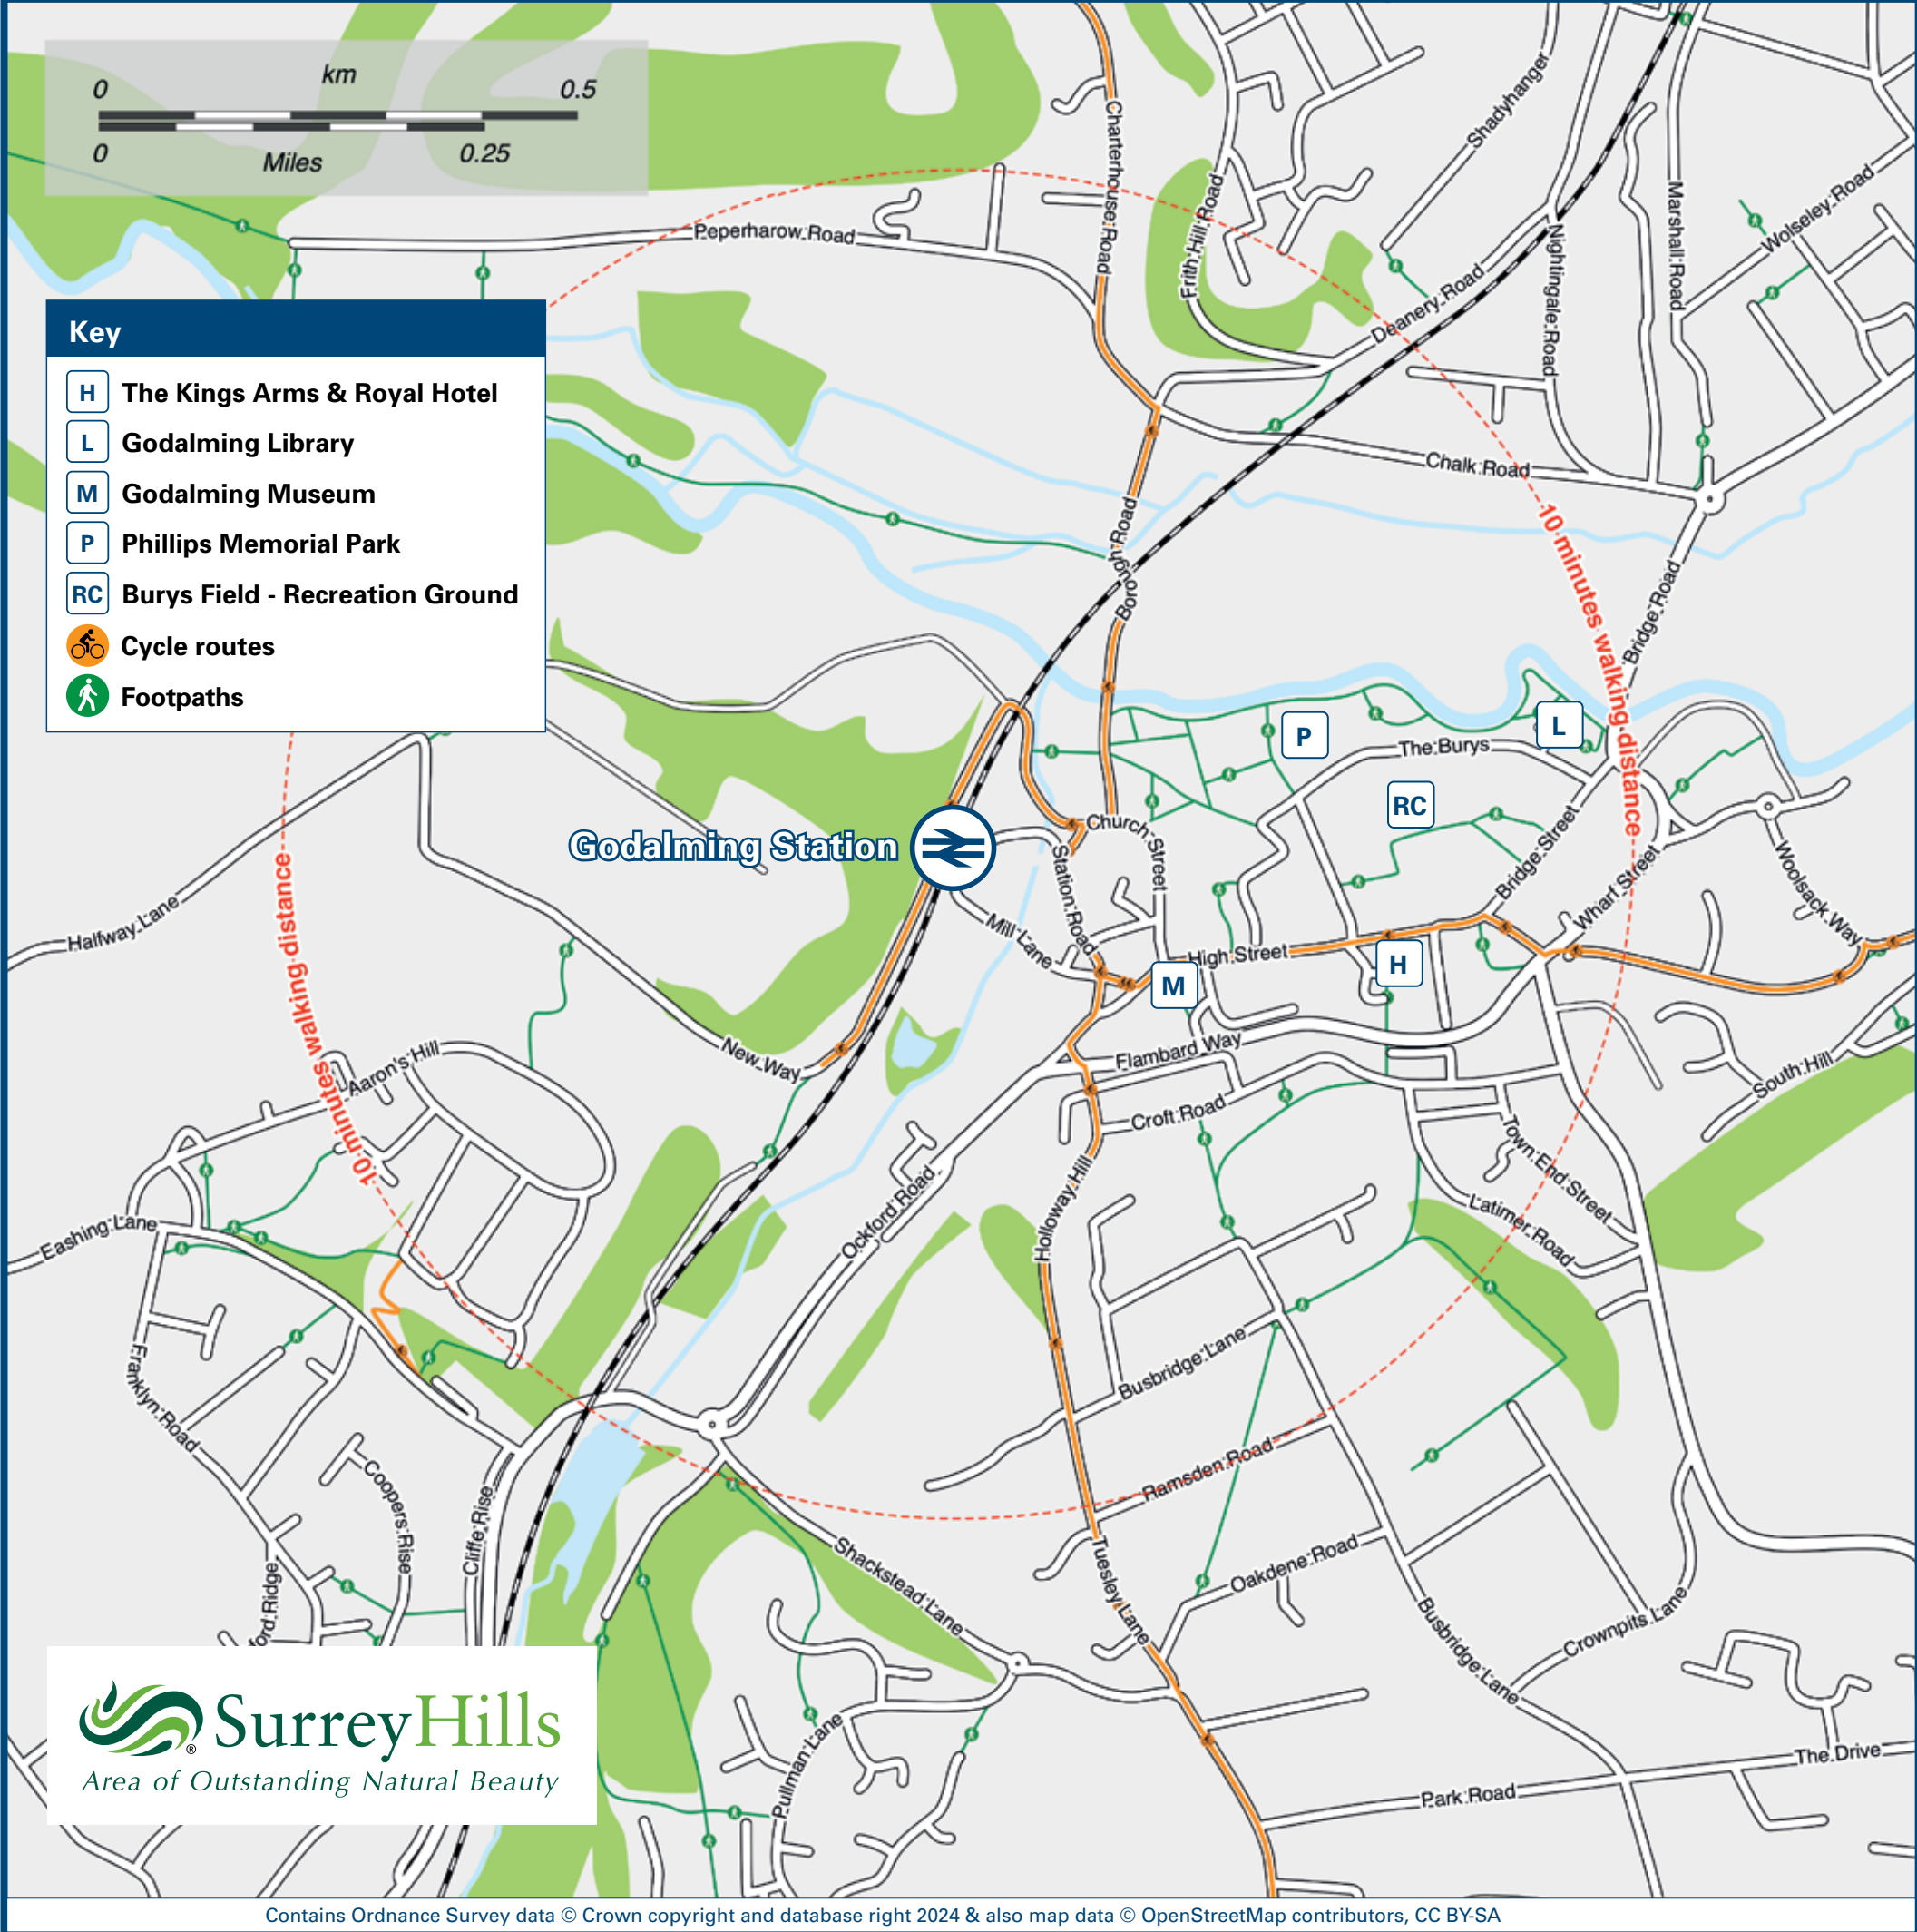 km
0 0.5
0 Miles 0.25
Key
H The Kings Arms & Royal Hotel
L Godalming Library
M Godalming Museum
P Phillips Memorial Park
RC Burys Field - Recreation Ground
Cycle routes
Footpaths
Charterhouse Road
Shadyhanger
Frith Hill Road
Marshall Road
Wolseley Road
Peperharow Road
Nightingale Road
Deanery Road
Chalk Road
Borough Road
10 minutes walking distance
Bridge Road
P
L
The Burys
RC
Godalming Station
Church Street
Station Road
Bridge Street
Wharf Street
Woolsack Way
Halfway Lane
Mill Lane
High Street
H
M
10 minutes walking distance
New Way
Aaron's Hill
Flambard Way
South Hill
Croft Road
Town End Street
Eashing Lane
Ockford Road
Holloway Hill
Latimer Road
Franklyn Road
Busbridge Lane
Ramsden Road
Coopers Rise
Cliffe Rise
Shackstead Lane
Tuesley Lane
Oakdene Road
ford Ridge
Busbridge Lane
Crownpits Lane
Pullman Lane
The Drive
Park Road
SurreyHills
®
Area of Outstanding Natural Beauty
Contains Ordnance Survey data © Crown copyright and database right 2024 & also map data © OpenStreetMap contributors, CC BY-SA